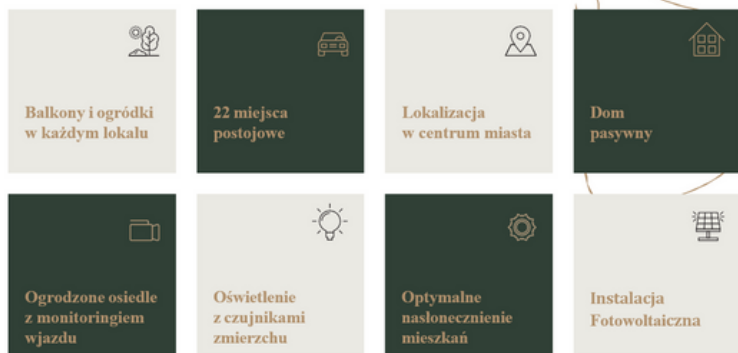 Balkony i ogródki
w każdym lokalu
22 miejsca
postojowe
Lokalizacja
w centrum miasta
Dom
pasywny
Ogrodzone osiedle
z monitoringiem
wjazdu
Oświetlenie
z czujnikami
zmierzchu
Optymalne
nasłonecznienie
mieszkań
Instalacja
Fotowoltaiczna